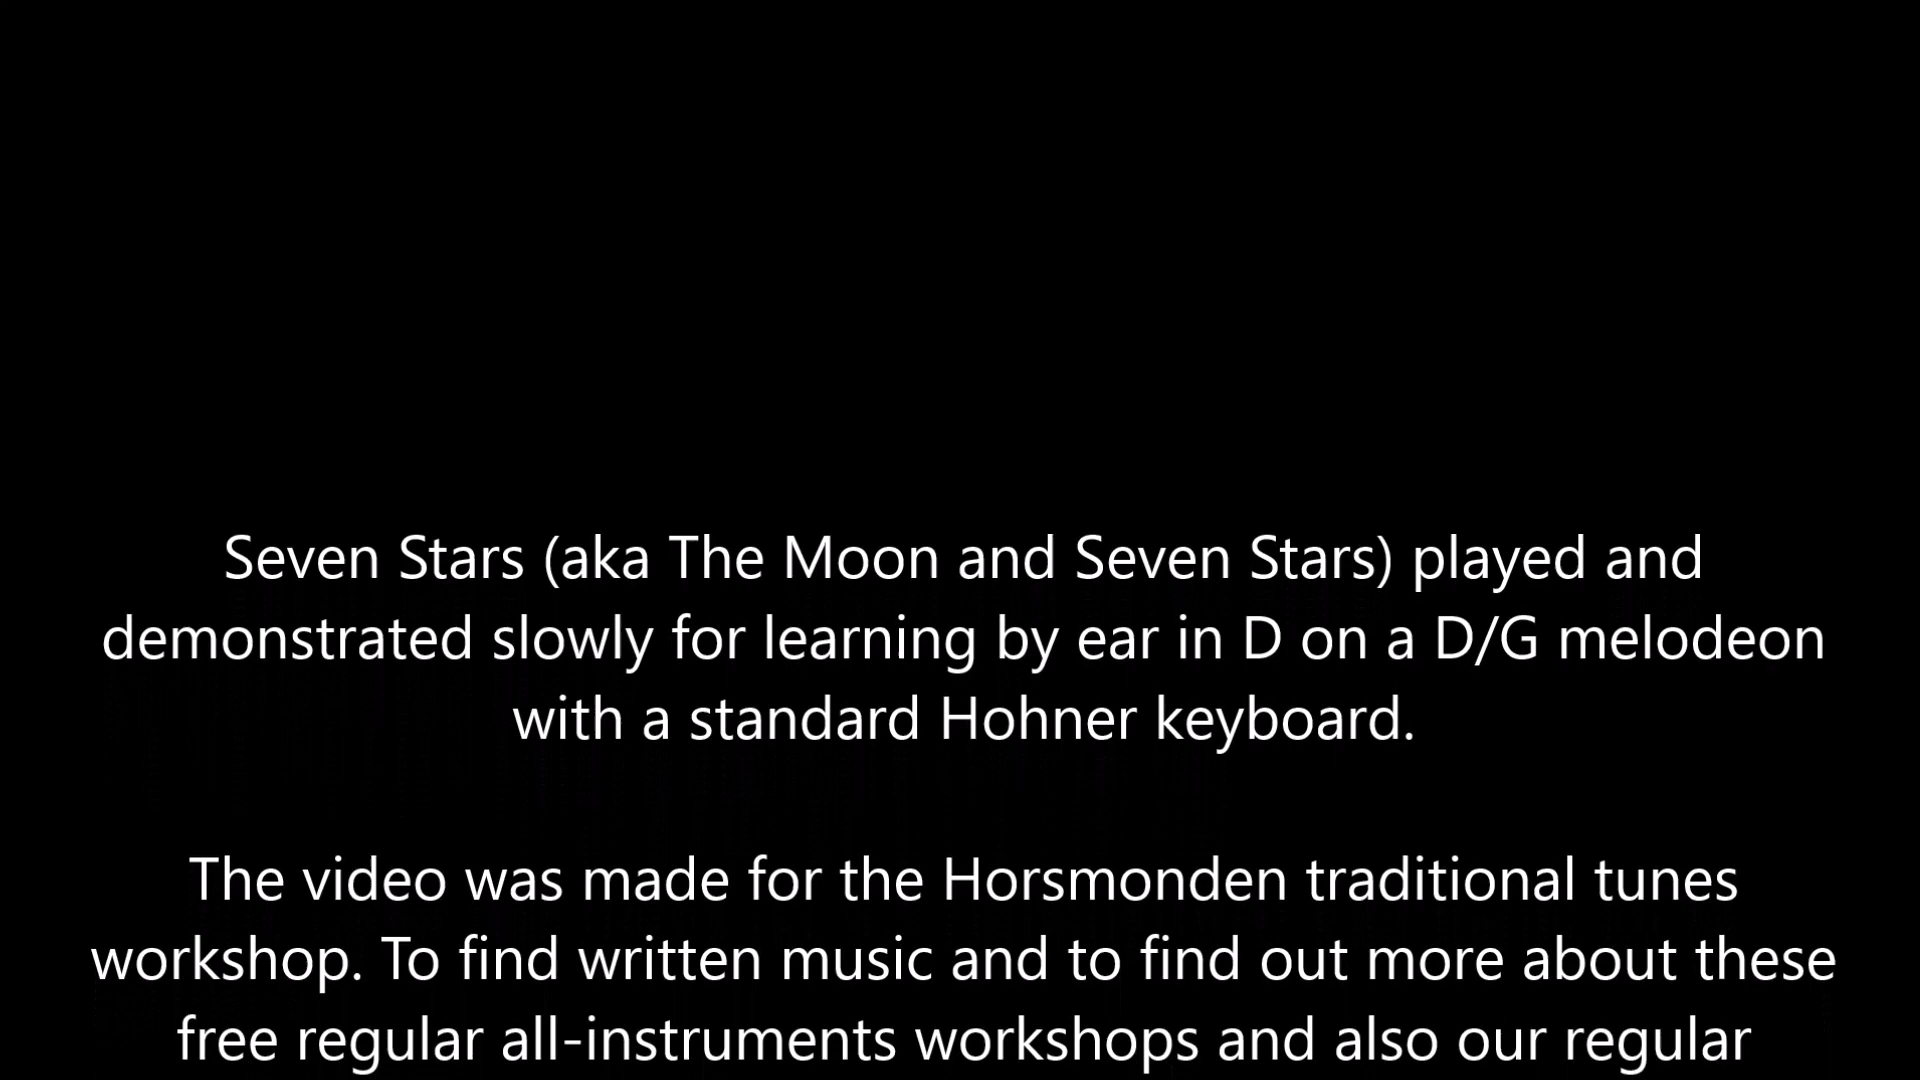 Seven Stars (aka The Moon and Seven Stars) played and
demonstrated slowly for learning by ear in D on a D/G melodeon
with a standard Hohner keyboard.
The video was made for the Horsmonden traditional tunes
workshop. To find written music and to find out more about these
free regular all-instruments workshops and also our regular